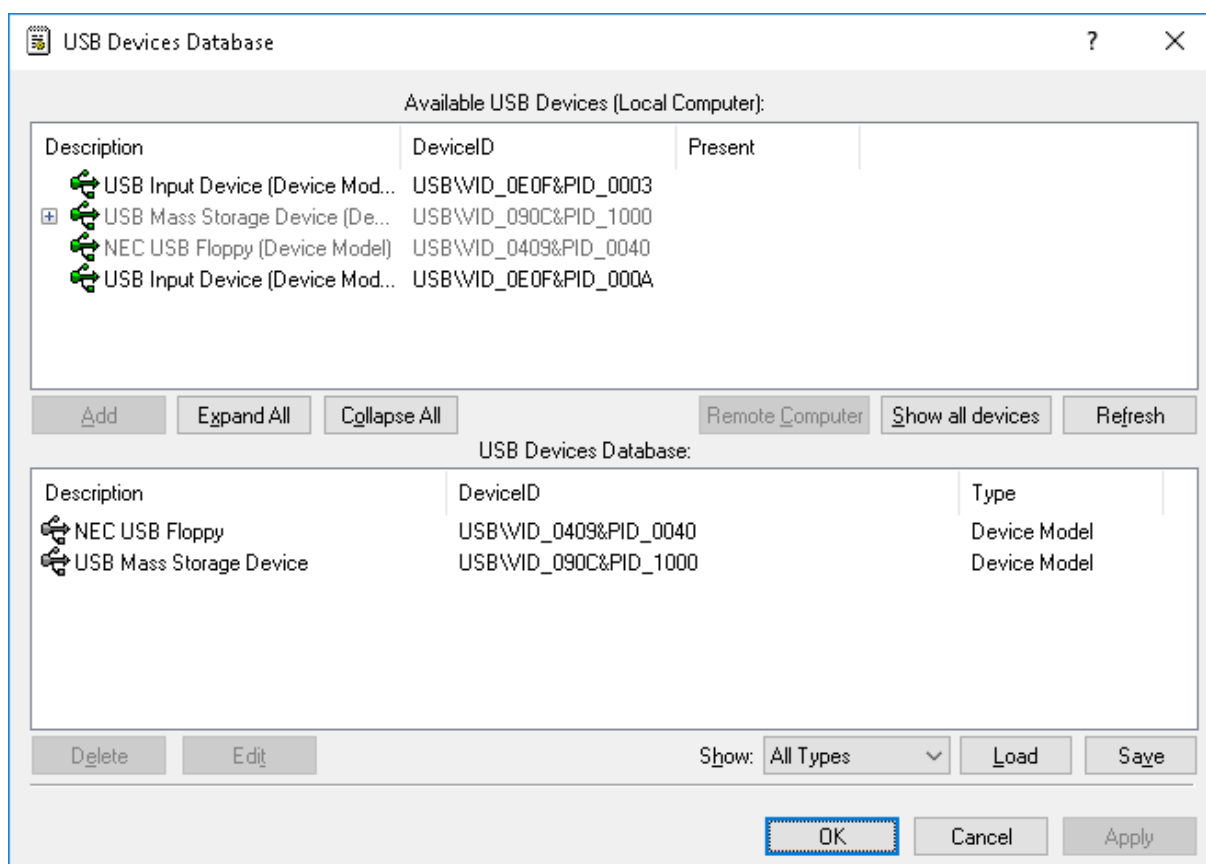 USB Devices Database ?
Available USB Devices (Local Computer):
Description DeviceID Present
USB Input Device (Device Mod... USB\VID_0E0F&PID_0003
USB Mass Storage Device (De... USB\VID_090C&PID_1000
NEC USB Floppy (Device Model) USB\VID_0409&PID_0040
USB Input Device (Device Mod... USB\VID_0E0F&PID_000A
Add Expand All Collapse All Remote Computer Show all devices Refresh
USB Devices Database:
Description DeviceID Type
NEC USB Floppy USB\VID_0409&PID_0040 Device Model
USB Mass Storage Device USB\VID_090C&PID_1000 Device Model
Delete Edit Show: All Types Load Save
OK Cancel Apply